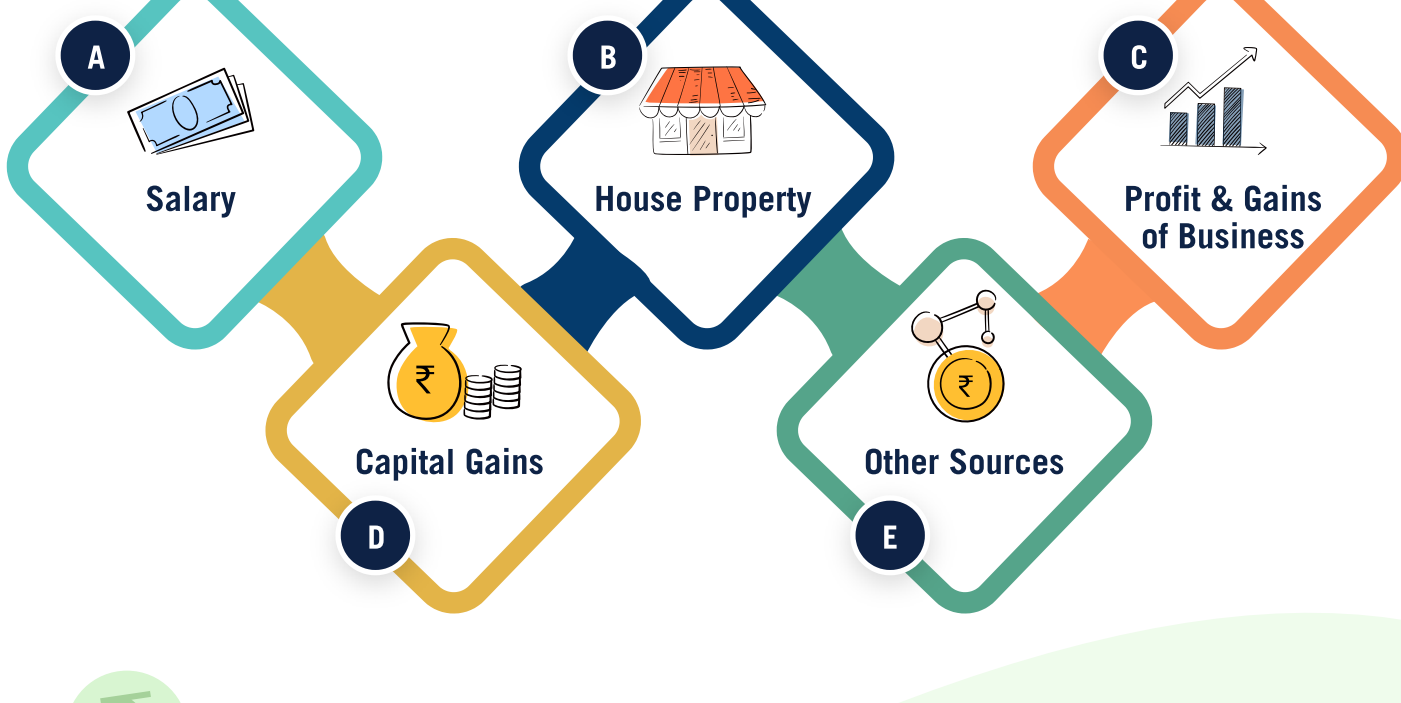 A
Salary
B
House Property
C
Profit & Gains
of Business
₹
Capital Gains
D
₹
Other Sources
E